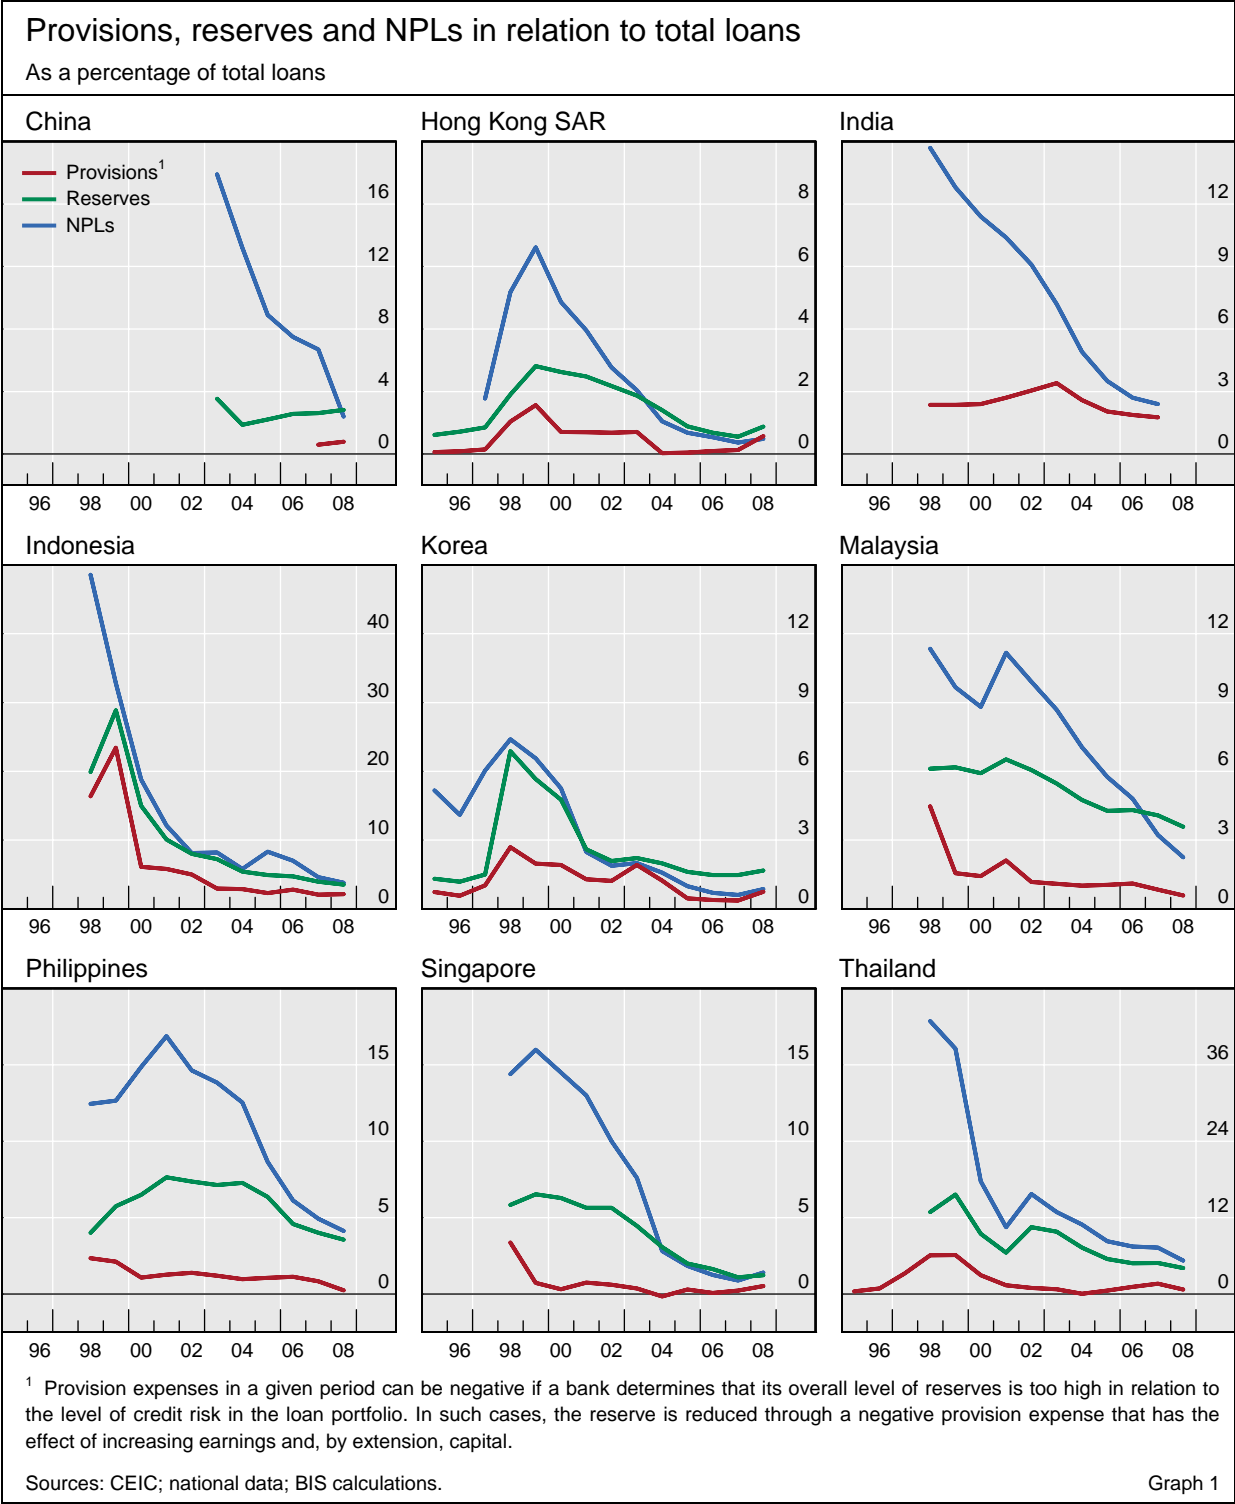 Provisions, reserves and NPLs in relation to total loans
As a percentage of total loans
China
Hong Kong SAR
India
Provisions1
Reserves
NPLs
16
12
8
4
0
8
6
4
2
0
12
9
6
3
0
96 98 00 02 04 06 08
96 98 00 02 04 06 08
96 98 00 02 04 06 08
Indonesia
Korea
Malaysia
40
30
20
10
0
12
9
6
3
0
12
9
6
3
0
96 98 00 02 04 06 08
96 98 00 02 04 06 08
96 98 00 02 04 06 08
Philippines
Singapore
Thailand
15
10
5
0
15
10
5
0
36
24
12
0
96 98 00 02 04 06 08
96 98 00 02 04 06 08
96 98 00 02 04 06 08
1 Provision expenses in a given period can be negative if a bank determines that its overall level of reserves is too high in relation to
the level of credit risk in the loan portfolio. In such cases, the reserve is reduced through a negative provision expense that has the
effect of increasing earnings and, by extension, capital.
Sources: CEIC; national data; BIS calculations.
Graph 1